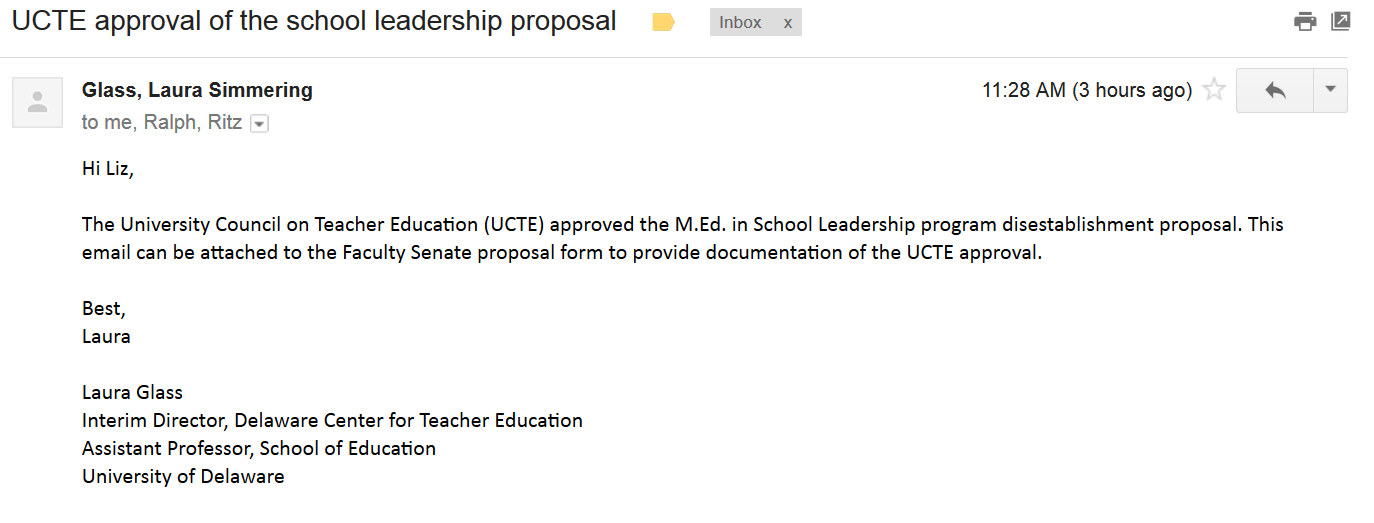 UCTE approval of the school leadership proposal Inbox x
Glass, Laura Simmering 11:28 AM (3 hours ago)
to me, Ralph, Ritz
Hi Liz,
The University Council on Teacher Education (UCTE) approved the M.Ed. in School Leadership program disestablishment proposal. This
email can be attached to the Faculty Senate proposal form to provide documentation of the UCTE approval.
Best,
Laura
Laura Glass
Interim Director, Delaware Center for Teacher Education
Assistant Professor, School of Education
University of Delaware